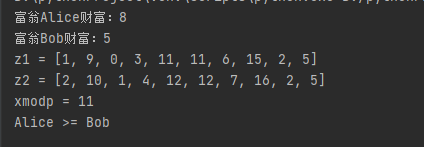 富翁Alice财富：8
富翁Bob财富：5
z1 = [1, 9, 0, 3, 11, 11, 6, 15, 2, 5]
z2 = [2, 10, 1, 4, 12, 12, 7, 16, 2, 5]
xmodp = 11
Alice >= Bob